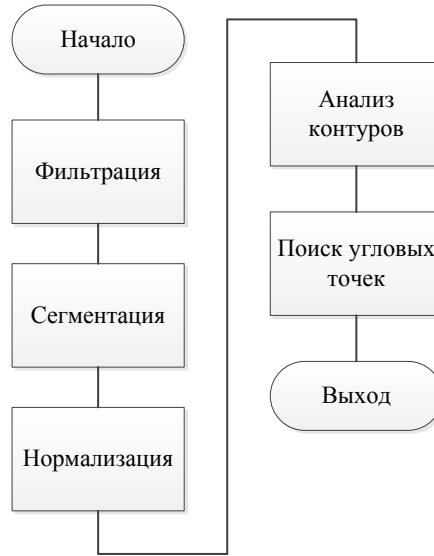 Начало
Фильтрация
Сегментация
Нормализация
Анализ
контуров
Поиск угловых
точек
Выход